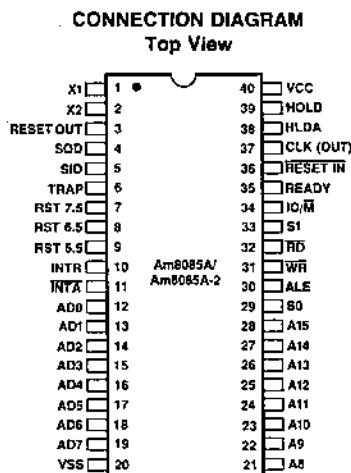 CONNECTION DIAGRAM
Top View
X1 1 40 VCC
X2 2 39 HOLD
RESET OUT 3 38 HLDA
SOD 4 37 CLK (OUT)
SID 5 36 RESET IN
TRAP 6 35 READY
RST 7.5 7 34 IO/M
RST 6.5 8 33 S1
RST 5.5 9 32 RD
INTR 10 Am8085A/ 31 WR
INTA 11 Am8085A-2 30 ALE
AD0 12 29 S0
AD1 13 28 A15
AD2 14 27 A14
AD3 15 26 A13
AD4 16 25 A12
AD5 17 24 A11
AD6 18 23 A10
AD7 19 22 A9
VSS 20 21 A8